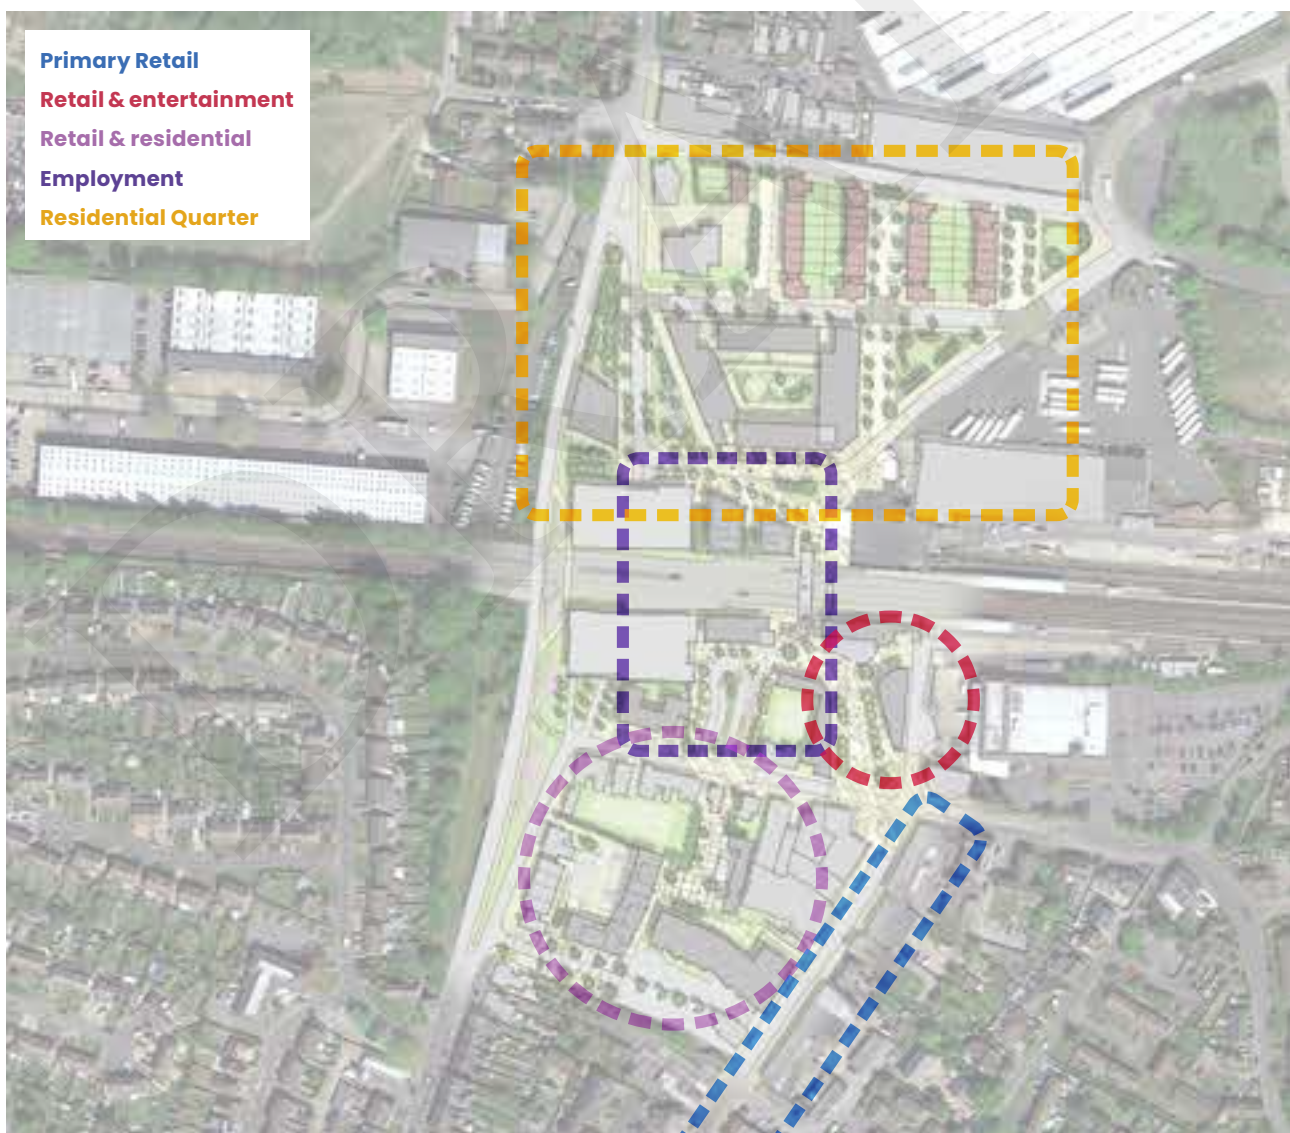 Primary Retail
Retail & entertainment
Retail & residential
Employment
Residential Quarter